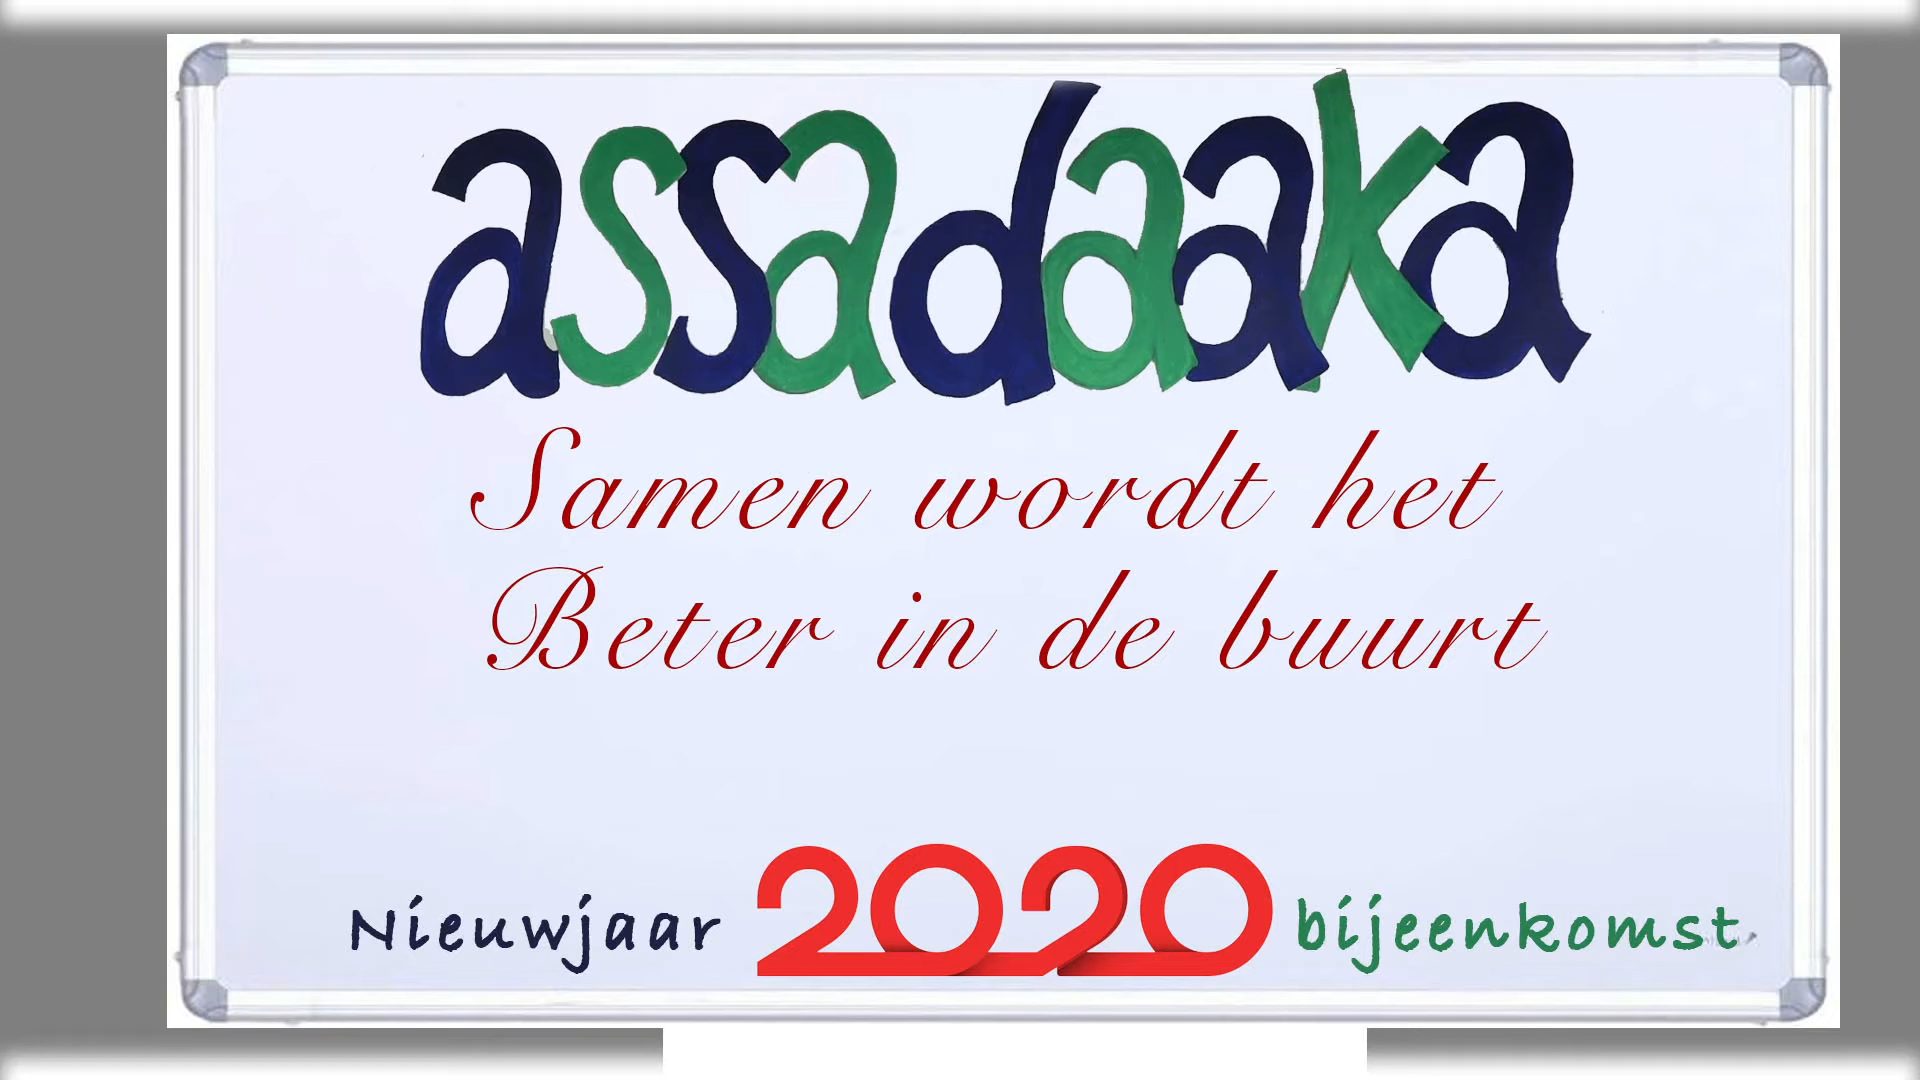 assadaaka
Samen wordt het
Beter in de buurt
Nieuwjaar 2020 bijeenkomst